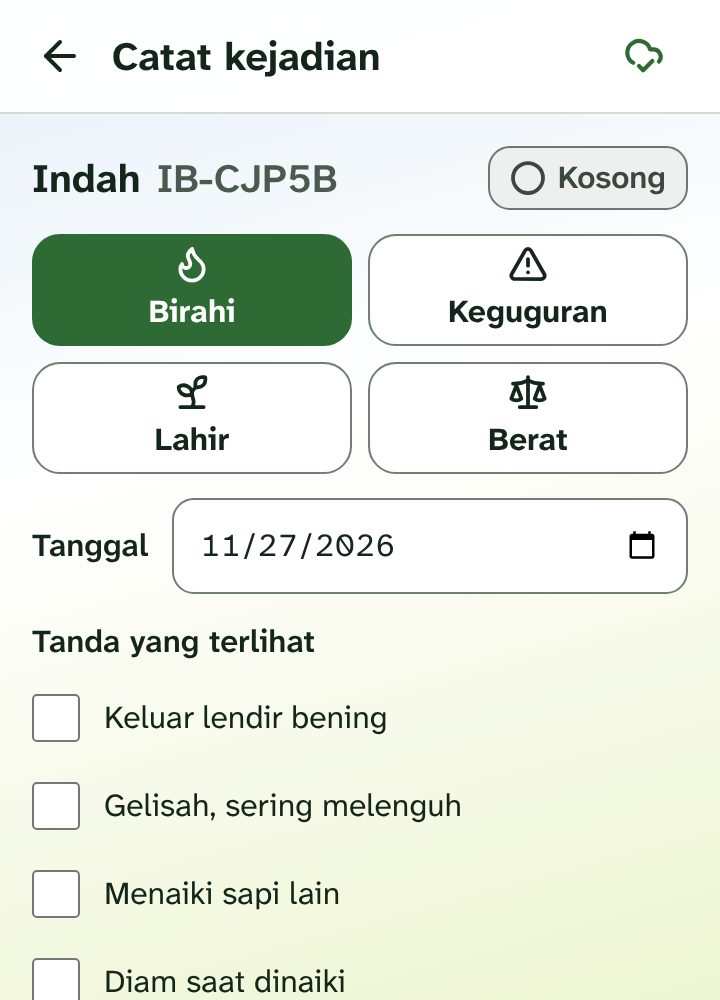 Catat kejadian
Indah IB-CJP5B
Kosong
Birahi
Keguguran
Lahir
Berat
Tanggal
11/27/2026
Tanda yang terlihat
Keluar lendir bening
Gelisah, sering melenguh
Menaiki sapi lain
Diam saat dinaiki